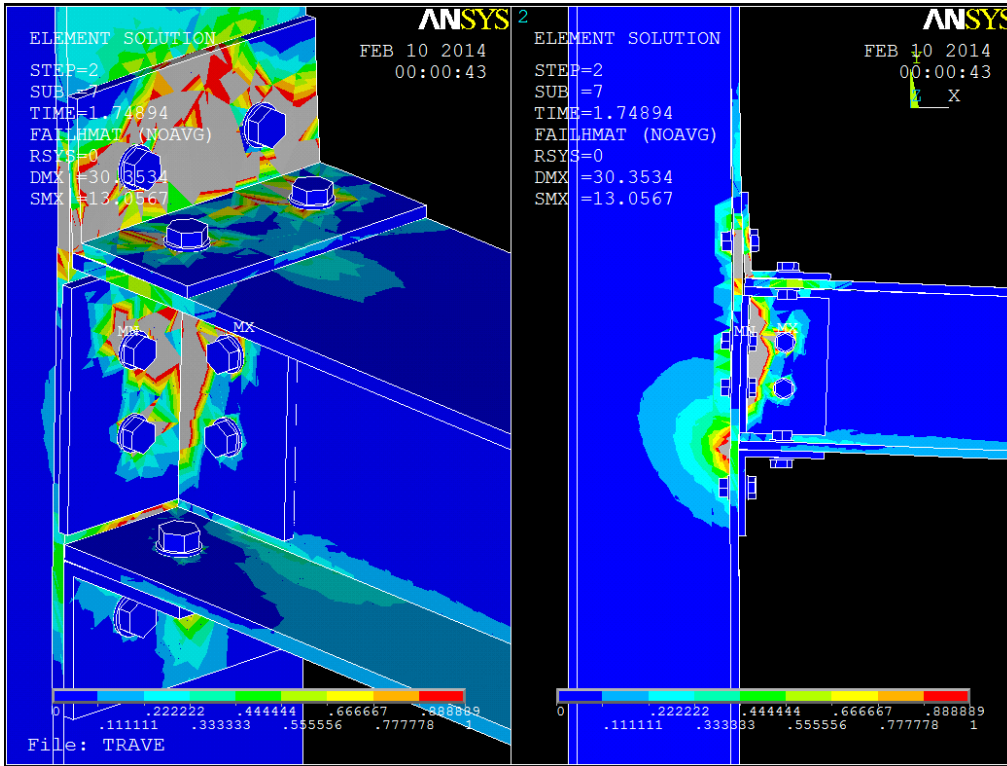 ANSYS
ELEMENT SOLUTION
FEB 10 2014
00:00:43
STEP=2
SUB =7
TIME=1.74894
FAILHMAT (NOAVG)
RSYS=0
DMX =30.3534
SMX =13.0567
MN
MX
0
.111111
.222222
.333333
.444444
.555556
.666667
.777778
.888889
1
File: TRAVE
2
ANSYS
ELEMENT SOLUTION
FEB 10 2014
00:00:43
STEP=2
SUB =7
TIME=1.74894
FAILHMAT (NOAVG)
RSYS=0
DMX =30.3534
SMX =13.0567
Y
Z
X
MN
MX
0
.111111
.222222
.333333
.444444
.555556
.666667
.777778
.888889
1